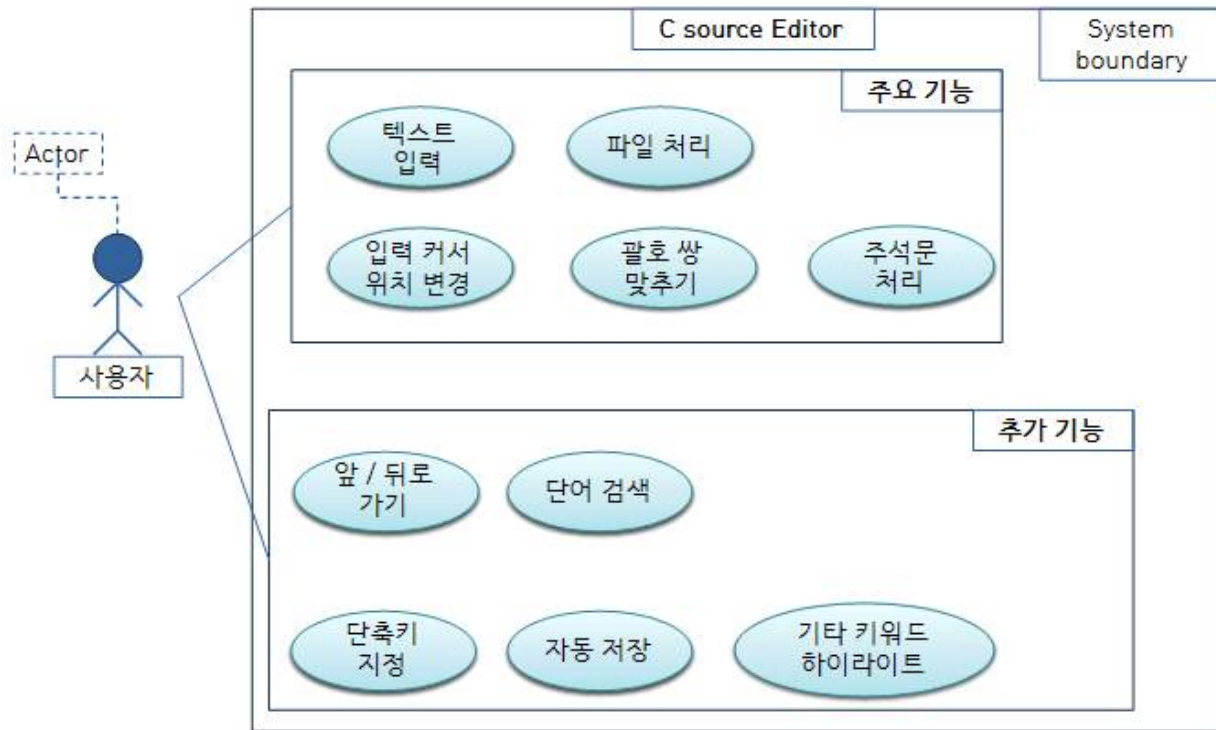 C source Editor
System
boundary
주요 기능
텍스트
입력
파일 처리
Actor
입력 커서
위치 변경
괄호 쌍
맞추기
주석문
처리
사용자
추가 기능
앞 / 뒤로
가기
단어 검색
단축키
지정
자동 저장
기타 키워드
하이라이트